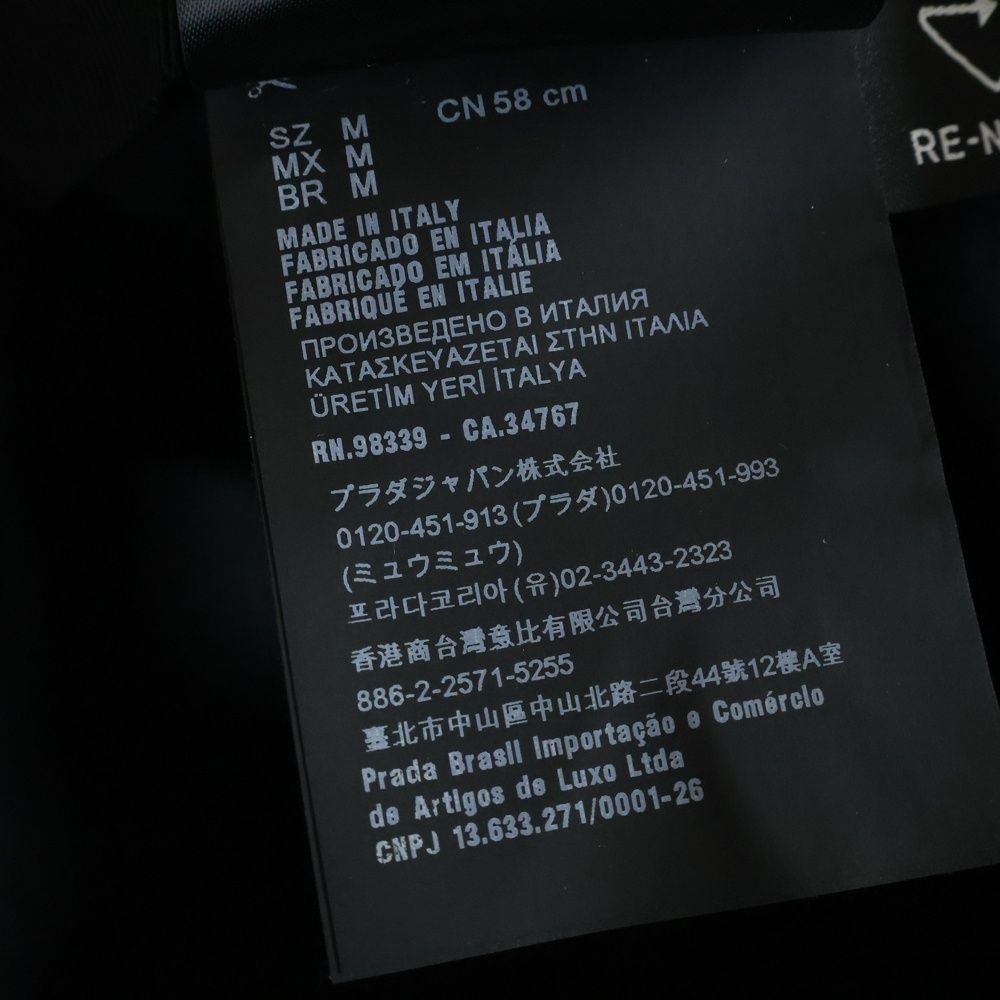 CN 58 cm
SZ M
MX M
BR M
MADE IN ITALY
FABRICADO EN ITALIA
FABRICADO EM ITÁLIA
FABRIQUÉ EN ITALIE
ПРОИЗВЕДЕНО В ИТАЛИЯ
ΚΑΤΑΣΚΕΥΑΖΕΤΑΙ ΣΤΗΝ ΙΤΑΛΙΑ
ÜRETİM YERİ İTALYA
RN.98339 - CA.34767
プラダジャパン株式会社
0120-451-913(プラダ)0120-451-993
(ミュウミュウ)
프라다코리아(유)02-3443-2323
香港商台灣意比有限公司台灣分公司
886-2-2571-5255
臺北市中山區中山北路二段44號12樓A室
Prada Brasil Importação e Comércio
de Artigos de Luxo Ltda
CNPJ 13.633.271/0001-26
RE-N